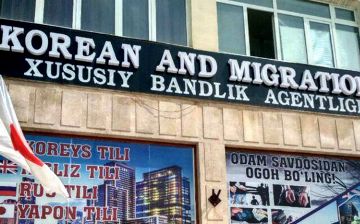 KOREAN AND MIGRATION
XUSUSIY BANDLIK AGENTLIGI
KOREYS TILI
INGLIZ TILI
RUS TILI
YAPON TILI
ODAM SAVDOSIDAN
OGOH BO'LING!